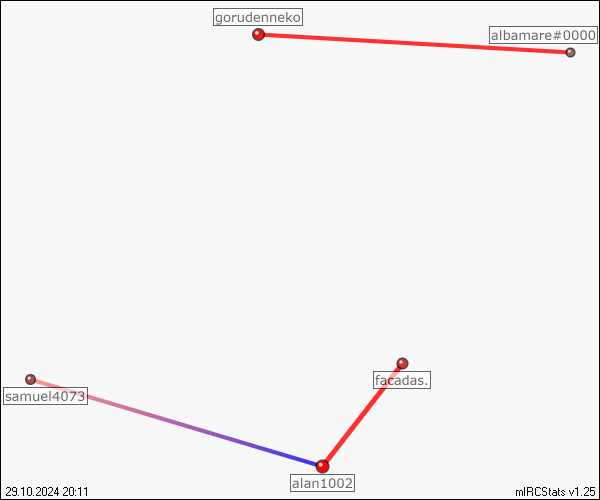 gorudenneko
albamare#0000
samuel4073
facadas.
alan1002
29.10.2024 20:11
mIRCStats v1.25